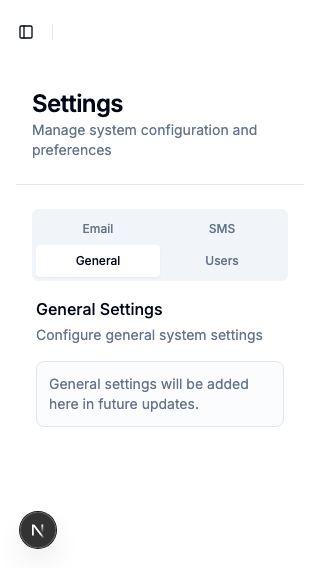 Settings
Manage system configuration and
preferences
Email
SMS
General
Users
General Settings
Configure general system settings
General settings will be added
here in future updates.
N